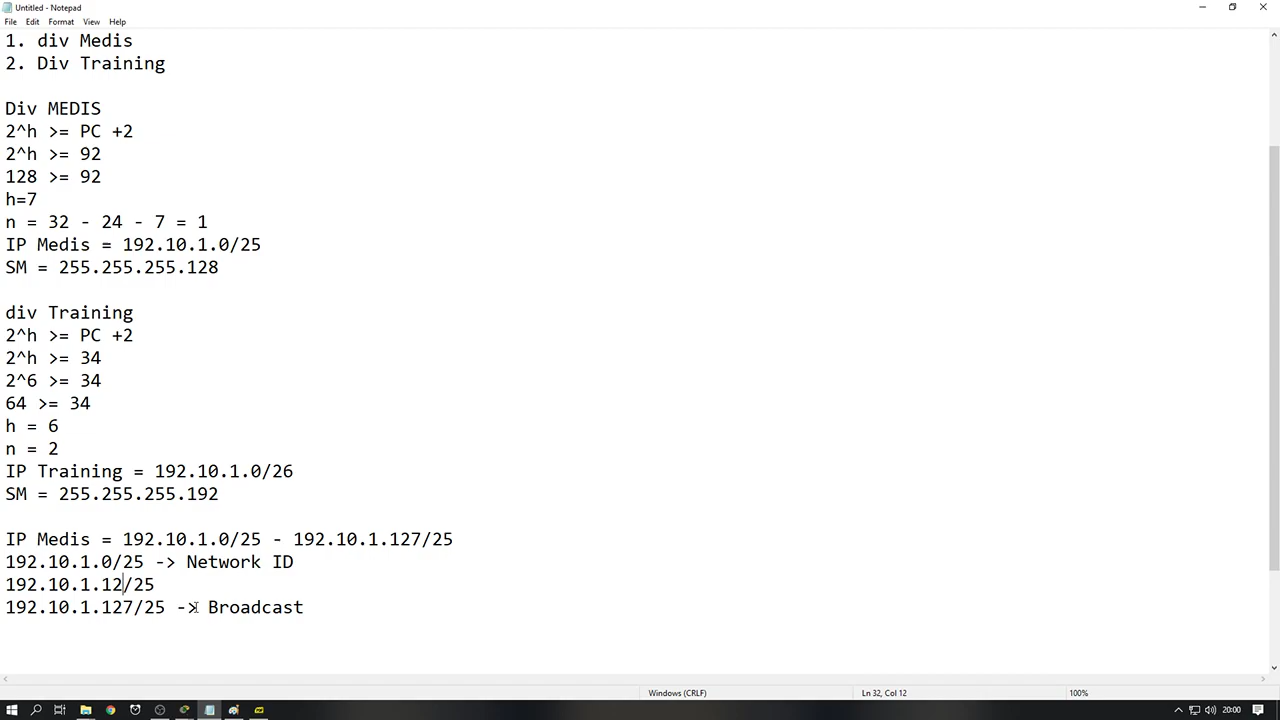 Untitled - Notepad
File Edit Format View Help
1. div Medis
2. Div Training
Div MEDIS
2^h >= PC +2
2^h >= 92
128 >= 92
h=7
n = 32 - 24 - 7 = 1
IP Medis = 192.10.1.0/25
SM = 255.255.255.128
div Training
2^h >= PC +2
2^h >= 34
2^6 >= 34
64 >= 34
h = 6
n = 2
IP Training = 192.10.1.0/26
SM = 255.255.255.192
IP Medis = 192.10.1.0/25 - 192.10.1.127/25
192.10.1.0/25 -> Network ID
192.10.1.12/25
192.10.1.127/25 -> Broadcast
Windows (CRLF) Ln 32, Col 12 100%
20:00